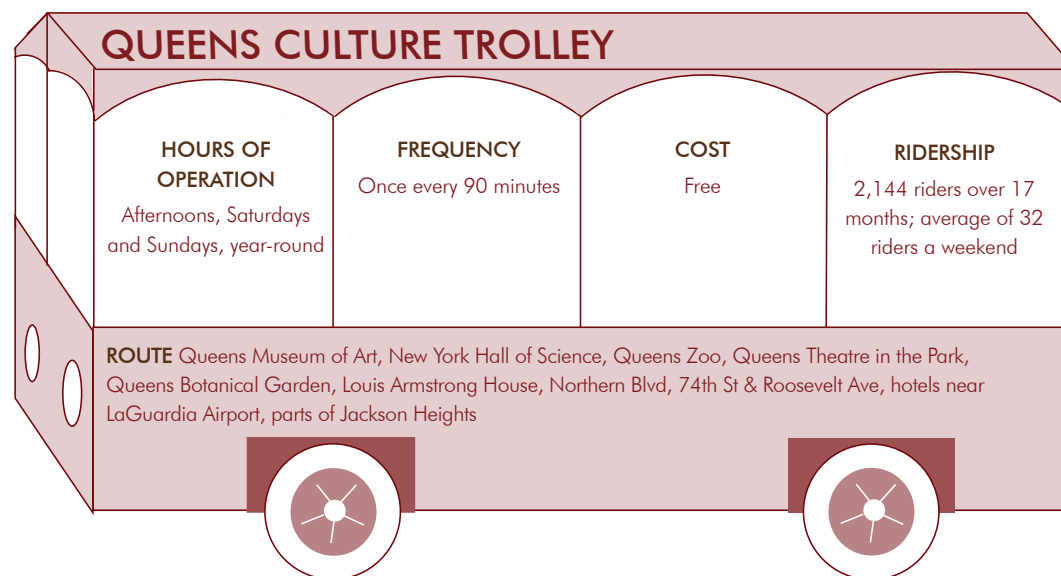 QUEENS CULTURE TROLLEY
HOURS OF
OPERATION
Afternoons, Saturdays
and Sundays, year-round
FREQUENCY
Once every 90 minutes
COST
Free
RIDERSHIP
2,144 riders over 17
months; average of 32
riders a weekend
ROUTE Queens Museum of Art, New York Hall of Science, Queens Zoo, Queens Theatre in the Park,
Queens Botanical Garden, Louis Armstrong House, Northern Blvd, 74th St & Roosevelt Ave, hotels near
LaGuardia Airport, parts of Jackson Heights